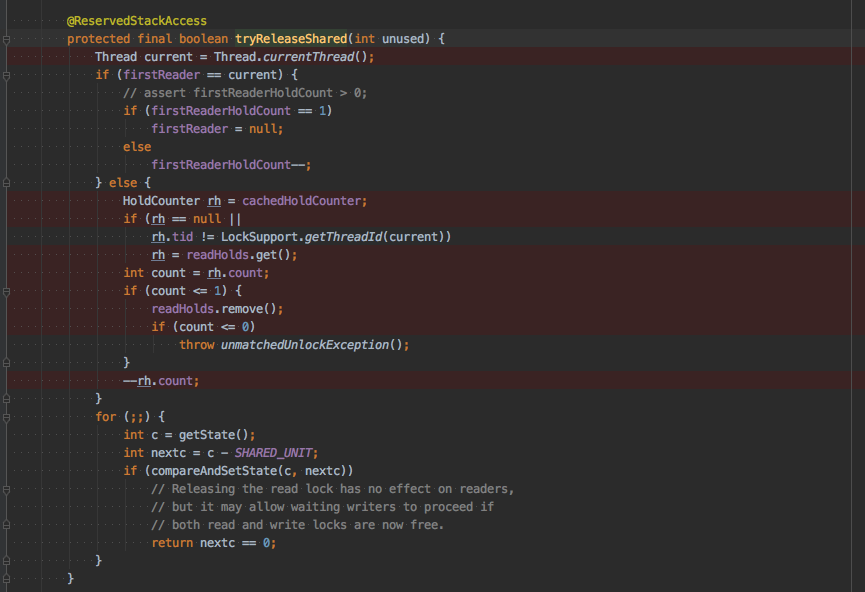 @ReservedStackAccess
protected final boolean tryReleaseShared(int unused) {
Thread current = Thread.currentThread();
if (firstReader == current) {
// assert firstReaderHoldCount > 0;
if (firstReaderHoldCount == 1)
firstReader = null;
else
firstReaderHoldCount--;
} else {
HoldCounter rh = cachedHoldCounter;
if (rh == null ||
rh.tid != LockSupport.getThreadId(current))
rh = readHolds.get();
int count = rh.count;
if (count <= 1) {
readHolds.remove();
if (count <= 0)
throw unmatchedUnlockException();
}
--rh.count;
}
for (;;) {
int c = getState();
int nextc = c - SHARED_UNIT;
if (compareAndSetState(c, nextc))
// Releasing the read lock has no effect on readers,
// but it may allow waiting writers to proceed if
// both read and write locks are now free.
return nextc == 0;
}
}